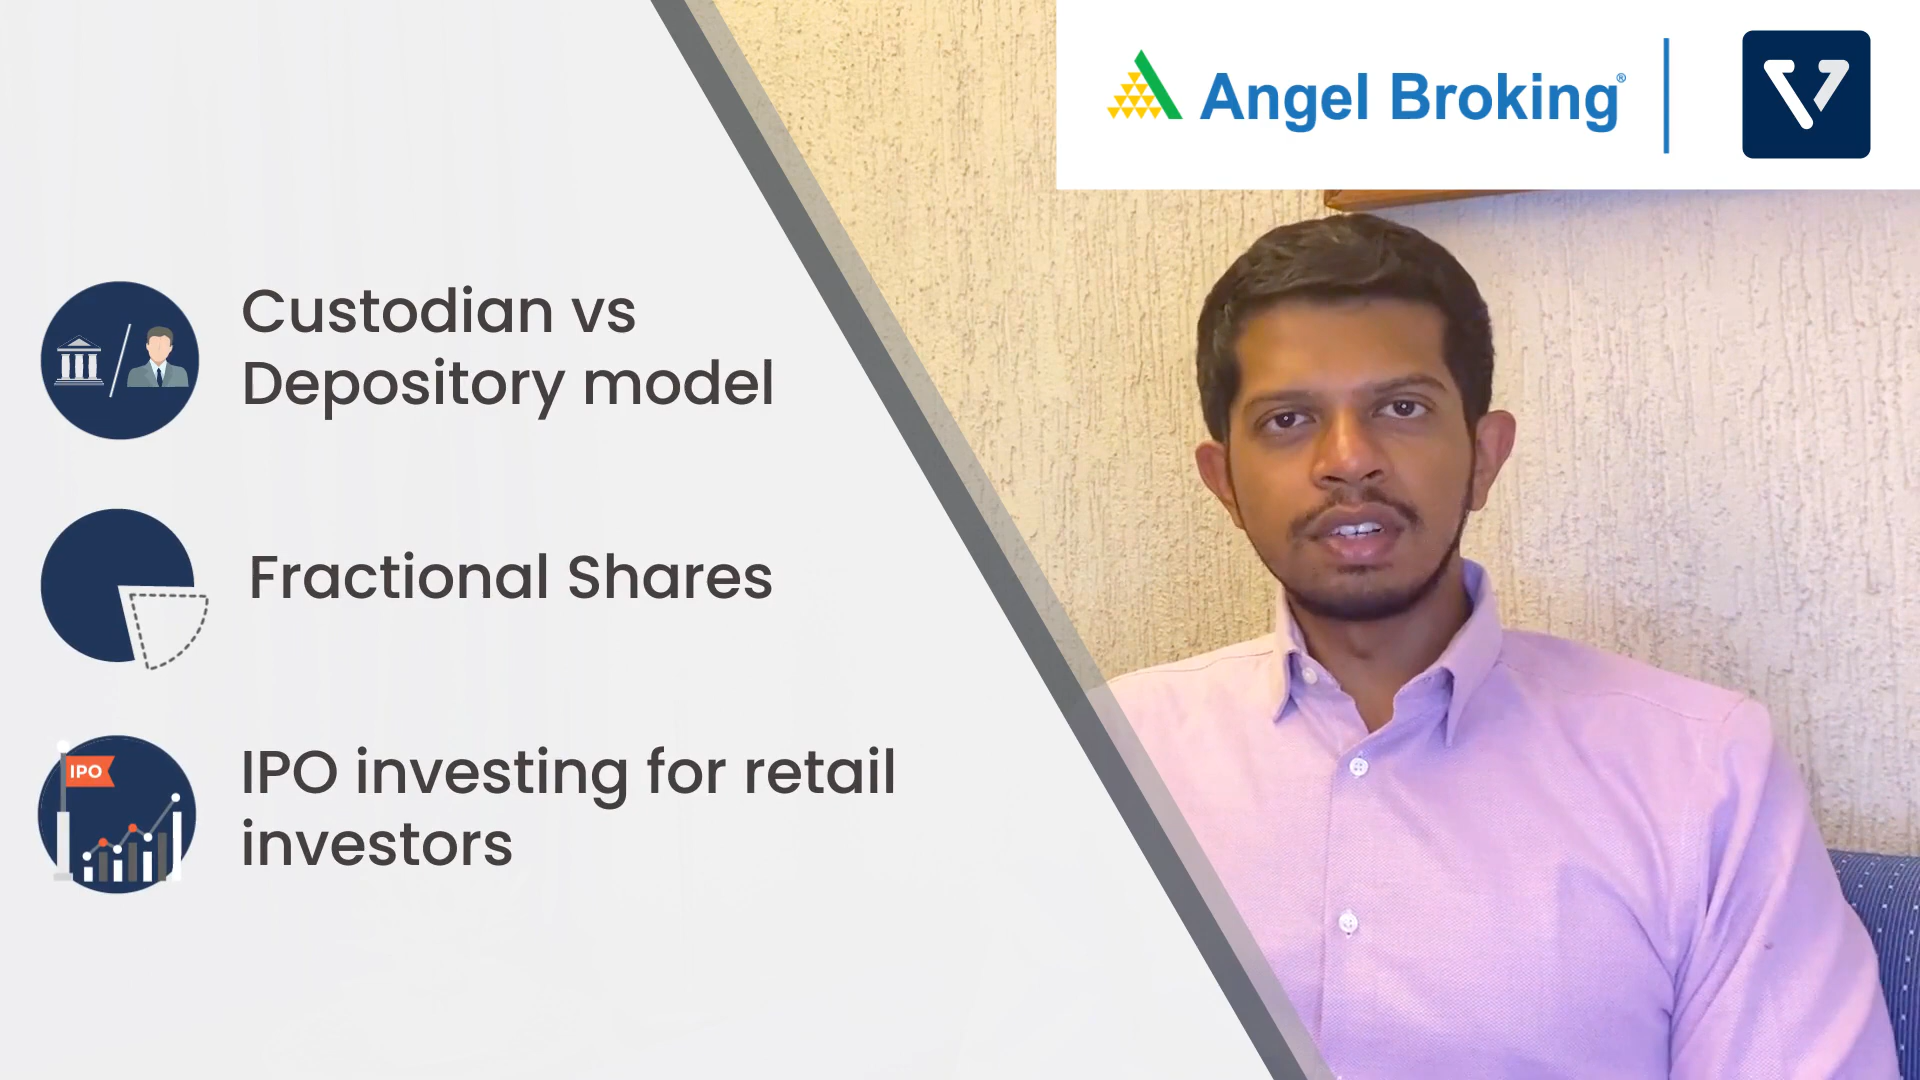 Angel Broking®
Custodian vs
Depository model
Fractional Shares
IPO
IPO investing for retail
investors